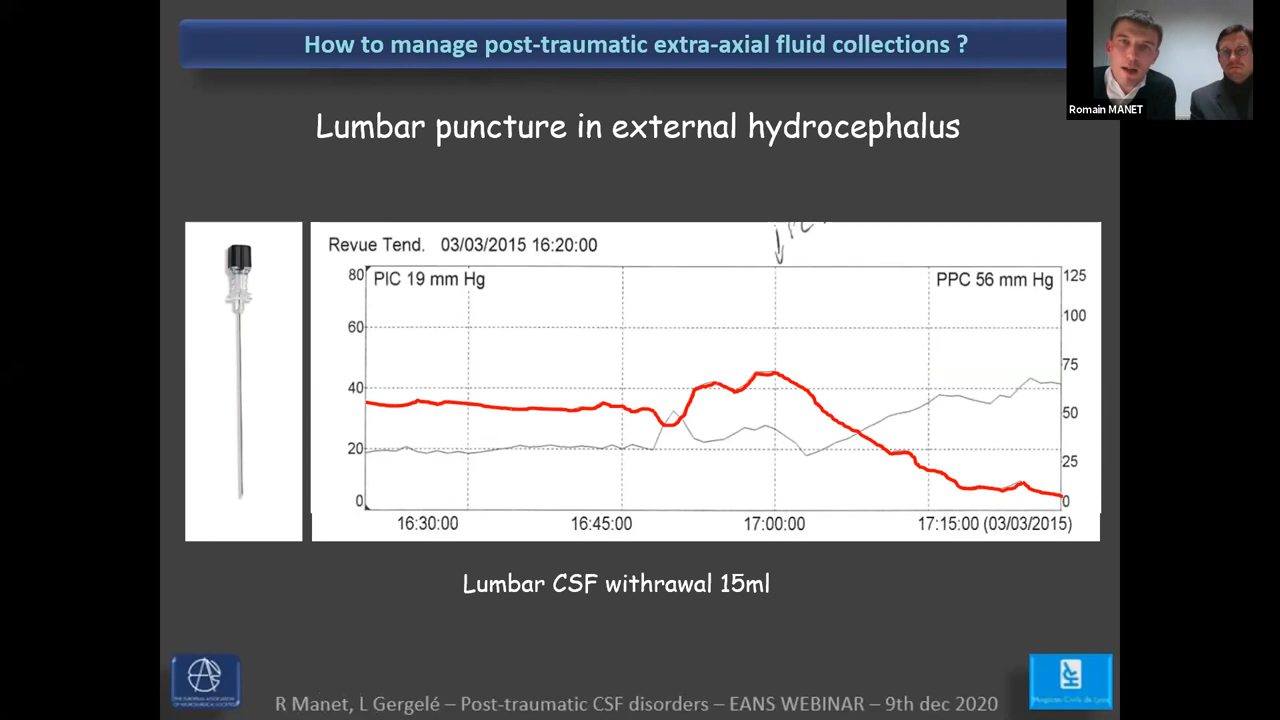 How to manage post-traumatic extra-axial fluid collections ?
Romain MANET
Lumbar puncture in external hydrocephalus
Revue Tend. 03/03/2015 16:20:00
80 PIC 19 mm Hg PPC 56 mm Hg 125
60 100
40 75
50
20 25
0 0
16:30:00 16:45:00 17:00:00 17:15:00 (03/03/2015)
Lumbar CSF withrawal 15ml
R Manet, L Gergelé – Post-traumatic CSF disorders – EANS WEBINAR – 9th dec 2020